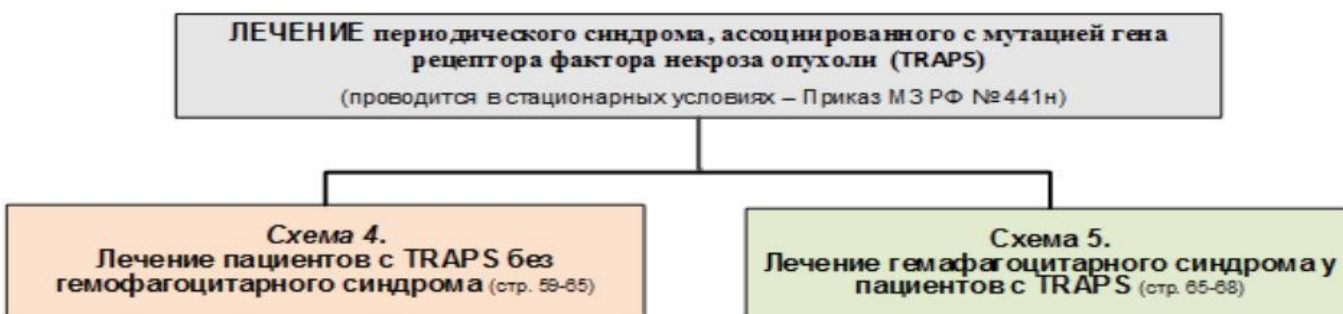 ЛЕЧЕНИЕ периодического синдрома, ассоциированного с мутацией гена
рецептора фактора некроза опухоли (TRAPS)
(проводится в стационарных условиях – Приказ МЗ РФ №441н)
Схема 4.
Лечение пациентов с TRAPS без
гемофагоцитарного синдрома (стр. 59-65)
Схема 5.
Лечение гемафагоцитарного синдрома у
пациентов с TRAPS (стр. 65-68)